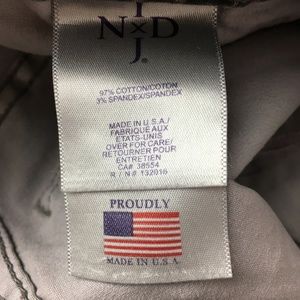 N×D
J.®
97% COTTON/COTON
3% SPANDEX/SPANDEX
MADE IN U.S.A./
FABRIQUE AUX
ETATS-UNIS
OVER FOR CARE/
RETOURNER POUR
ENTRETIEN
CA# 38554
R / N# 132016
PROUDLY
MADE IN U.S.A.